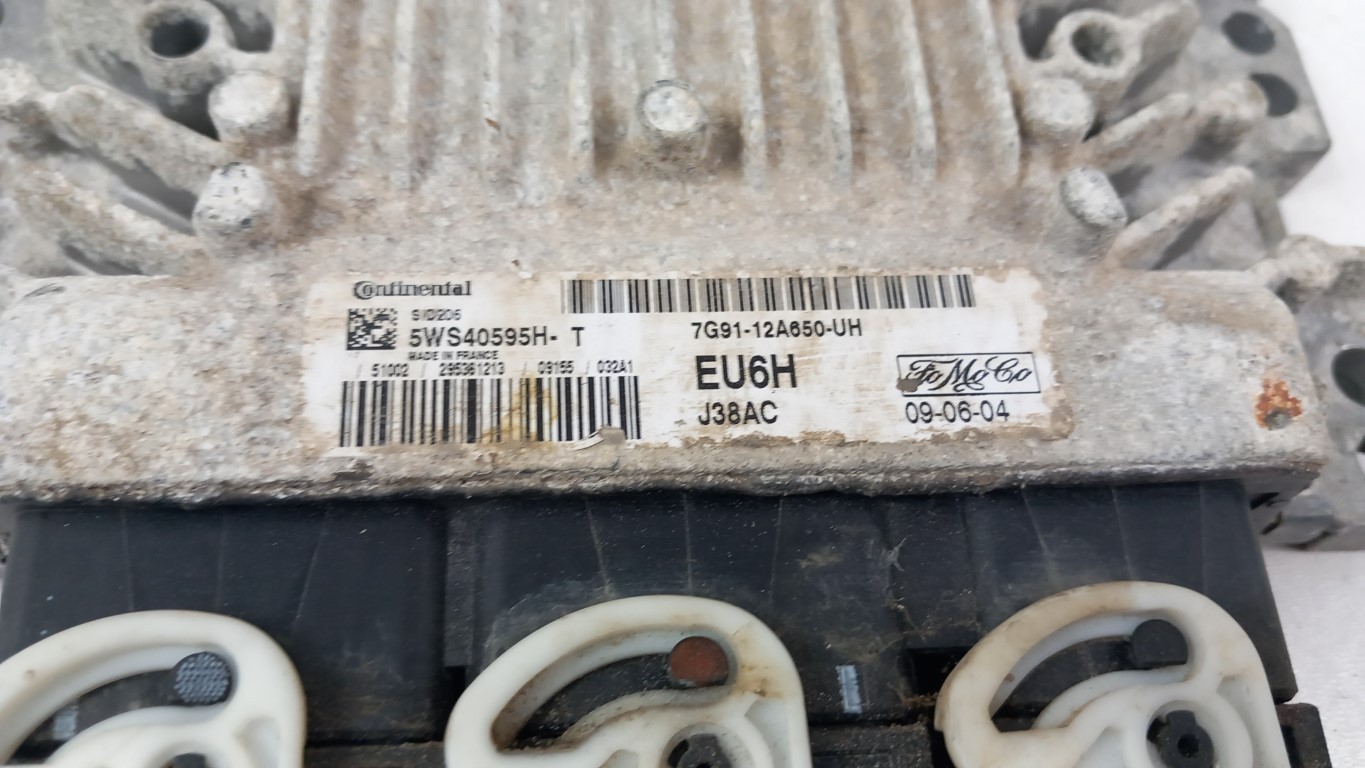 Continental
SID206
5WS40595H- T
MADE IN FRANCE
/ 51002 / 295361213 / 09155 / 032A1
7G91-12A650-UH
EU6H
J38AC
FoMoCo
09-06-04